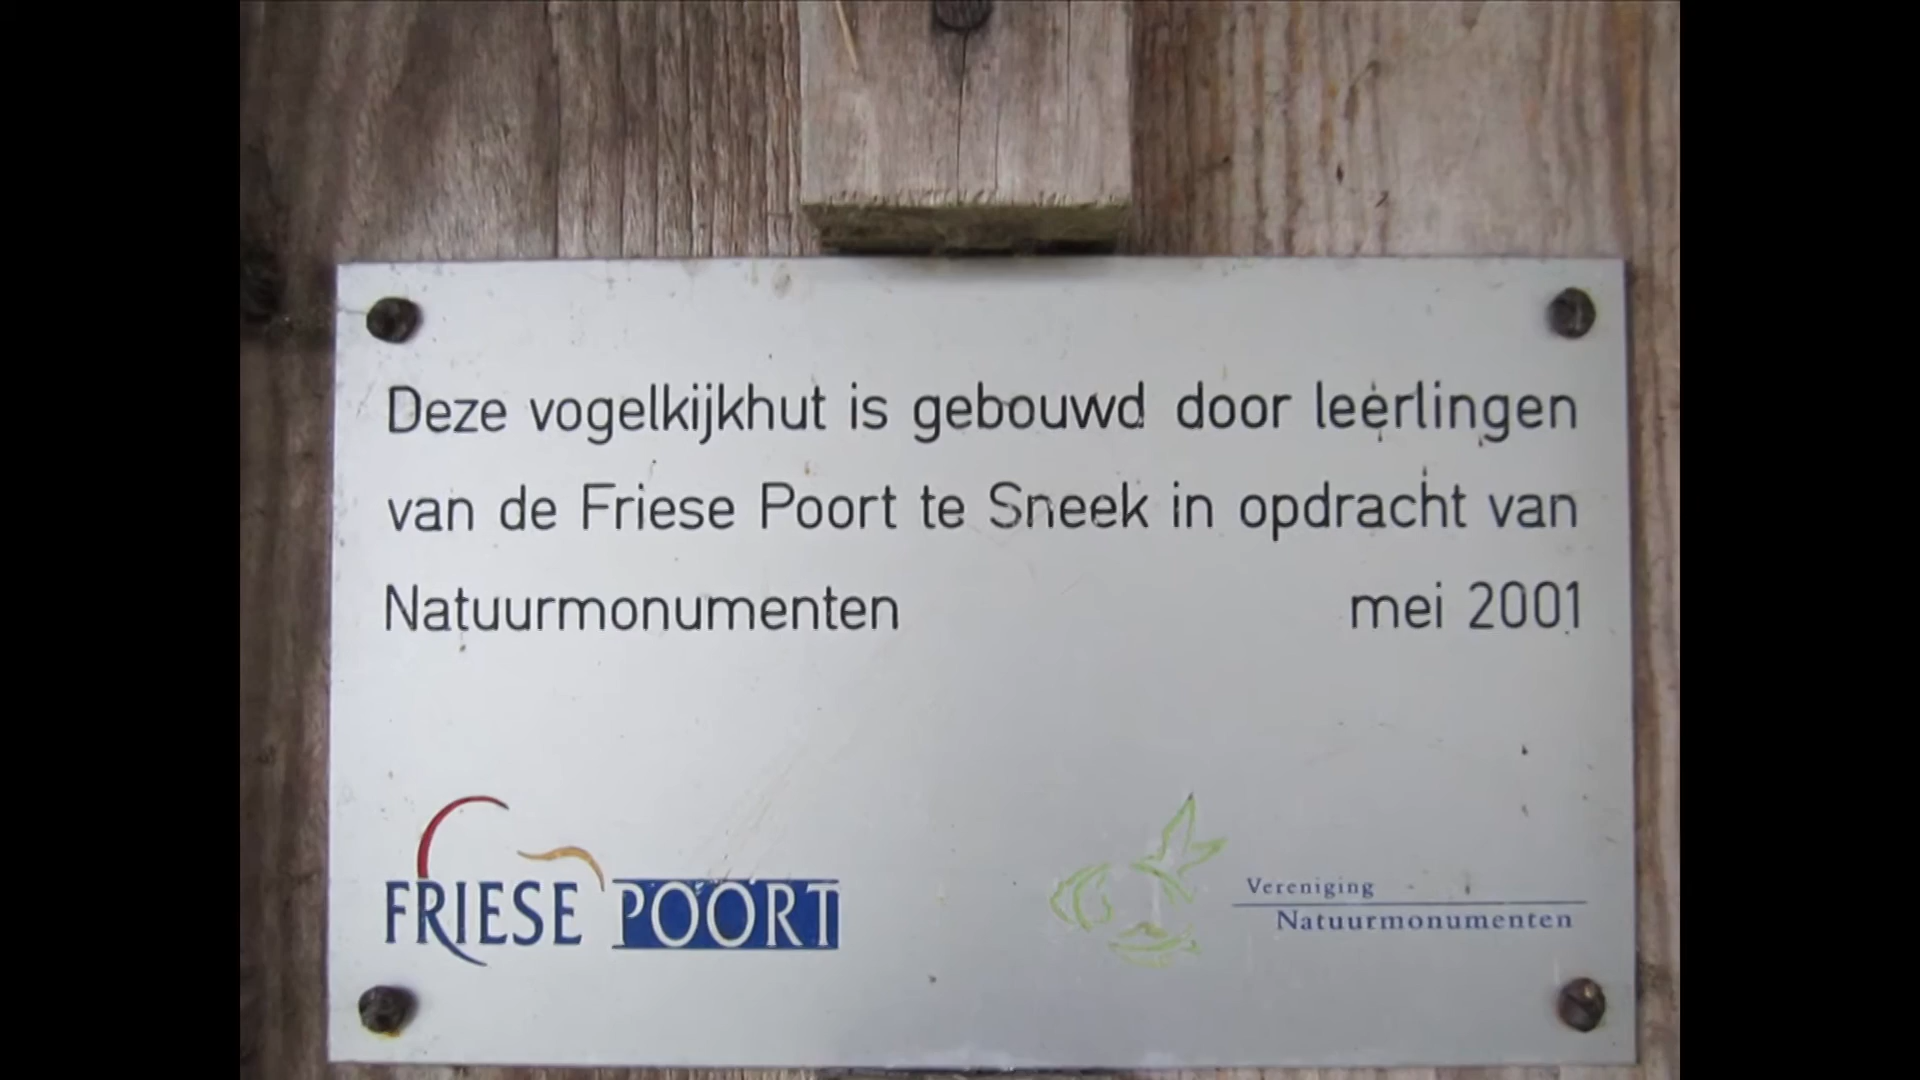 Deze vogelkijkhut is gebouwd door leerlingen
van de Friese Poort te Sneek in opdracht van
Natuurmonumenten mei 2001
FRIESE POORT
Vereniging
Natuurmonumenten